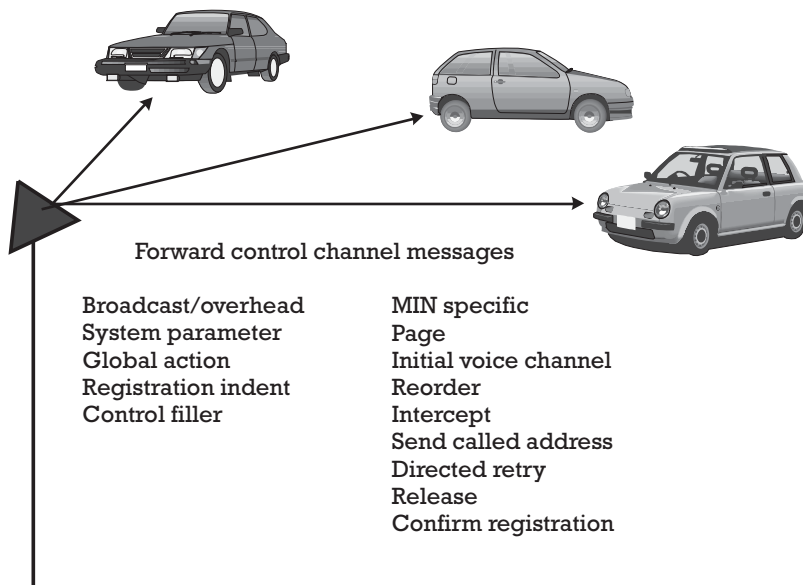 Forward control channel messages
Broadcast/overhead
System parameter
Global action
Registration indent
Control filler
MIN specific
Page
Initial voice channel
Reorder
Intercept
Send called address
Directed retry
Release
Confirm registration